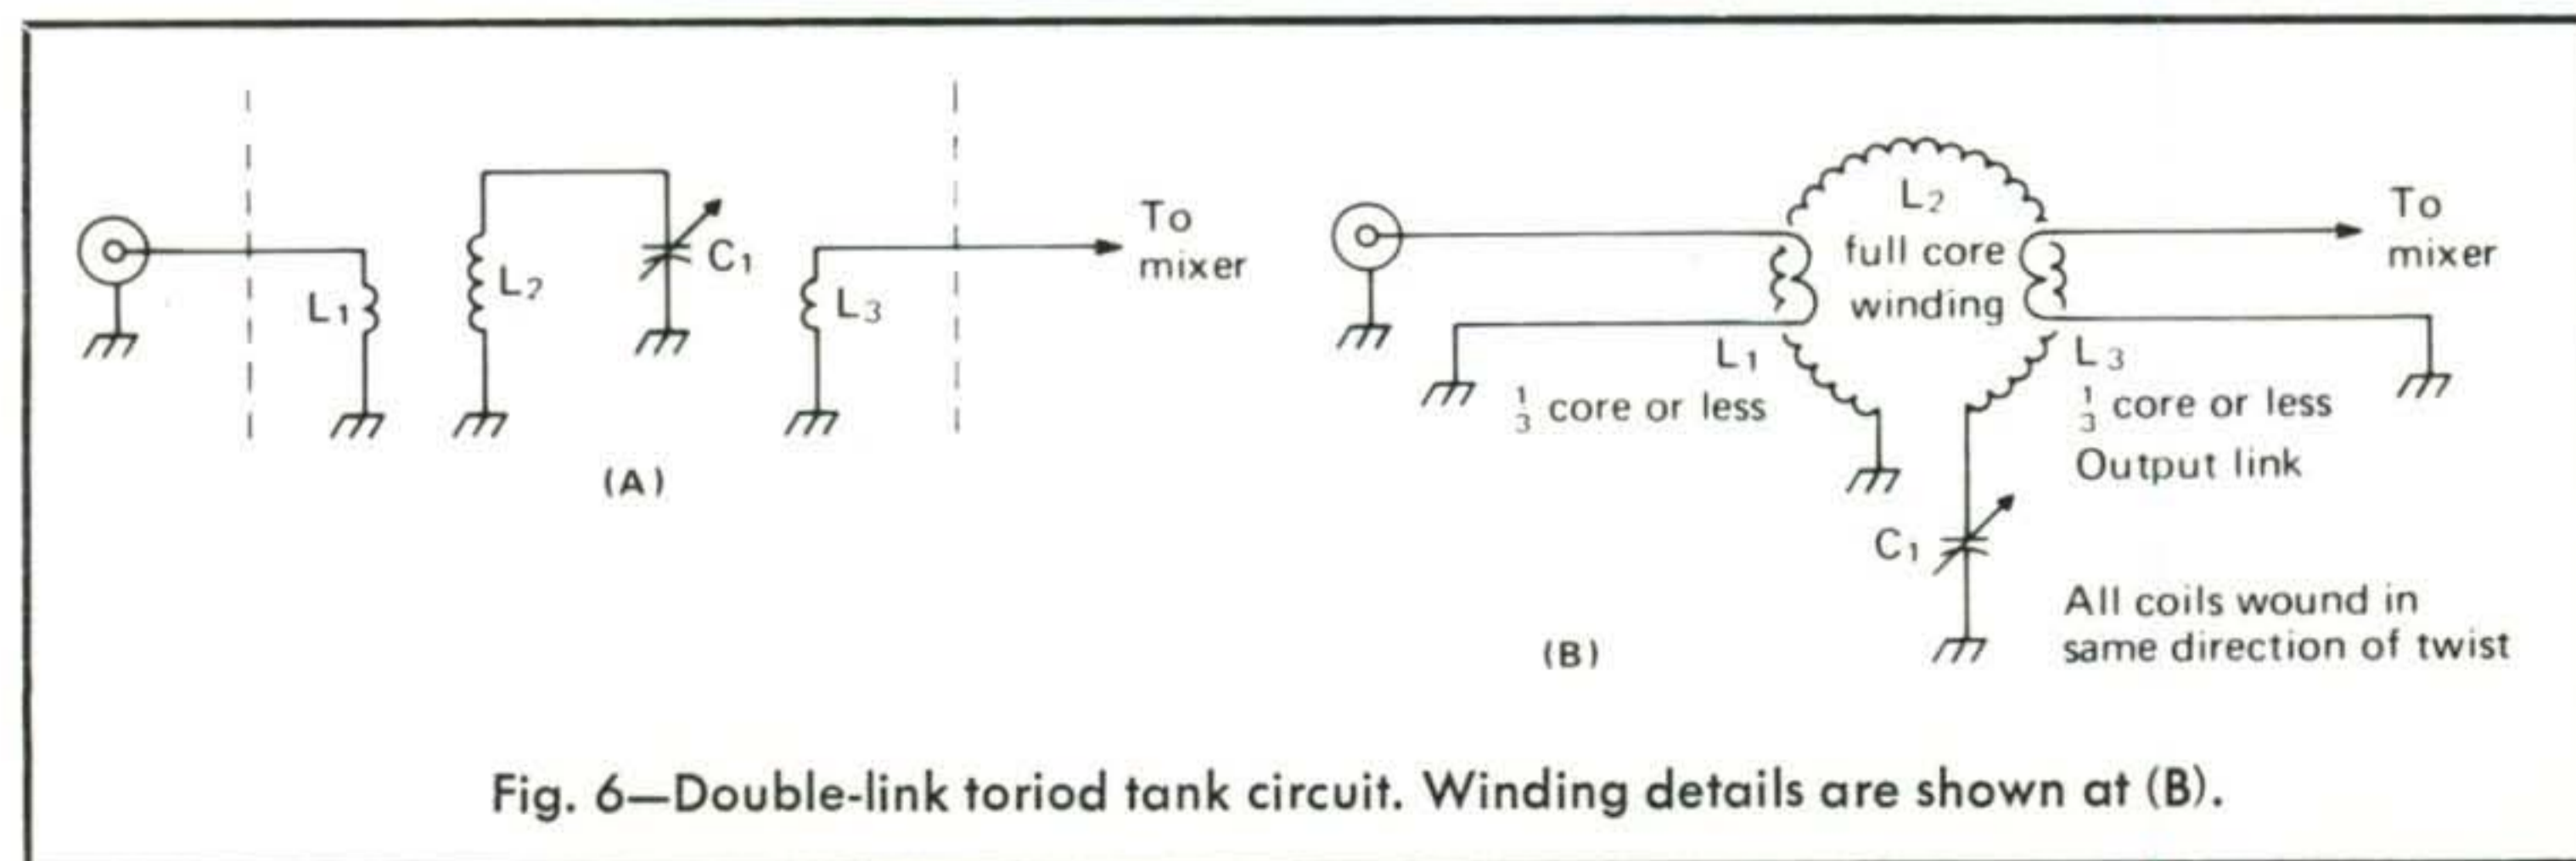 L1
L2
C1
L3
To
mixer
(A)
L2
full core
winding
To
mixer
L1
1/3 core or less
L3
1/3 core or less
Output link
C1
All coils wound in
same direction of twist
(B)
Fig. 6—Double-link toriod tank circuit. Winding details are shown at (B).